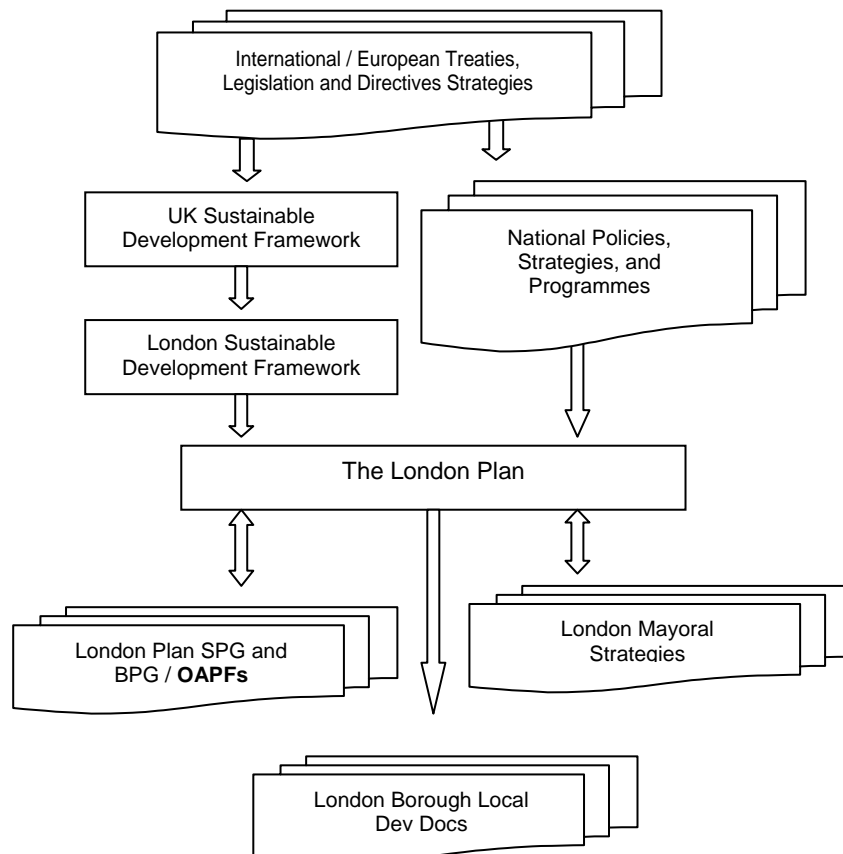 International / European Treaties,
Legislation and Directives Strategies
UK Sustainable
Development Framework
National Policies,
Strategies, and
Programmes
London Sustainable
Development Framework
The London Plan
London Plan SPG and
BPG / OAPFs
London Mayoral
Strategies
London Borough Local
Dev Docs